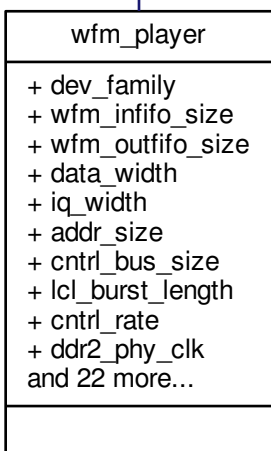 wfm_player
+ dev_family
+ wfm_infifo_size
+ wfm_outfifo_size
+ data_width
+ iq_width
+ addr_size
+ cntrl_bus_size
+ lcl_burst_length
+ cntrl_rate
+ ddr2_phy_clk
and 22 more...